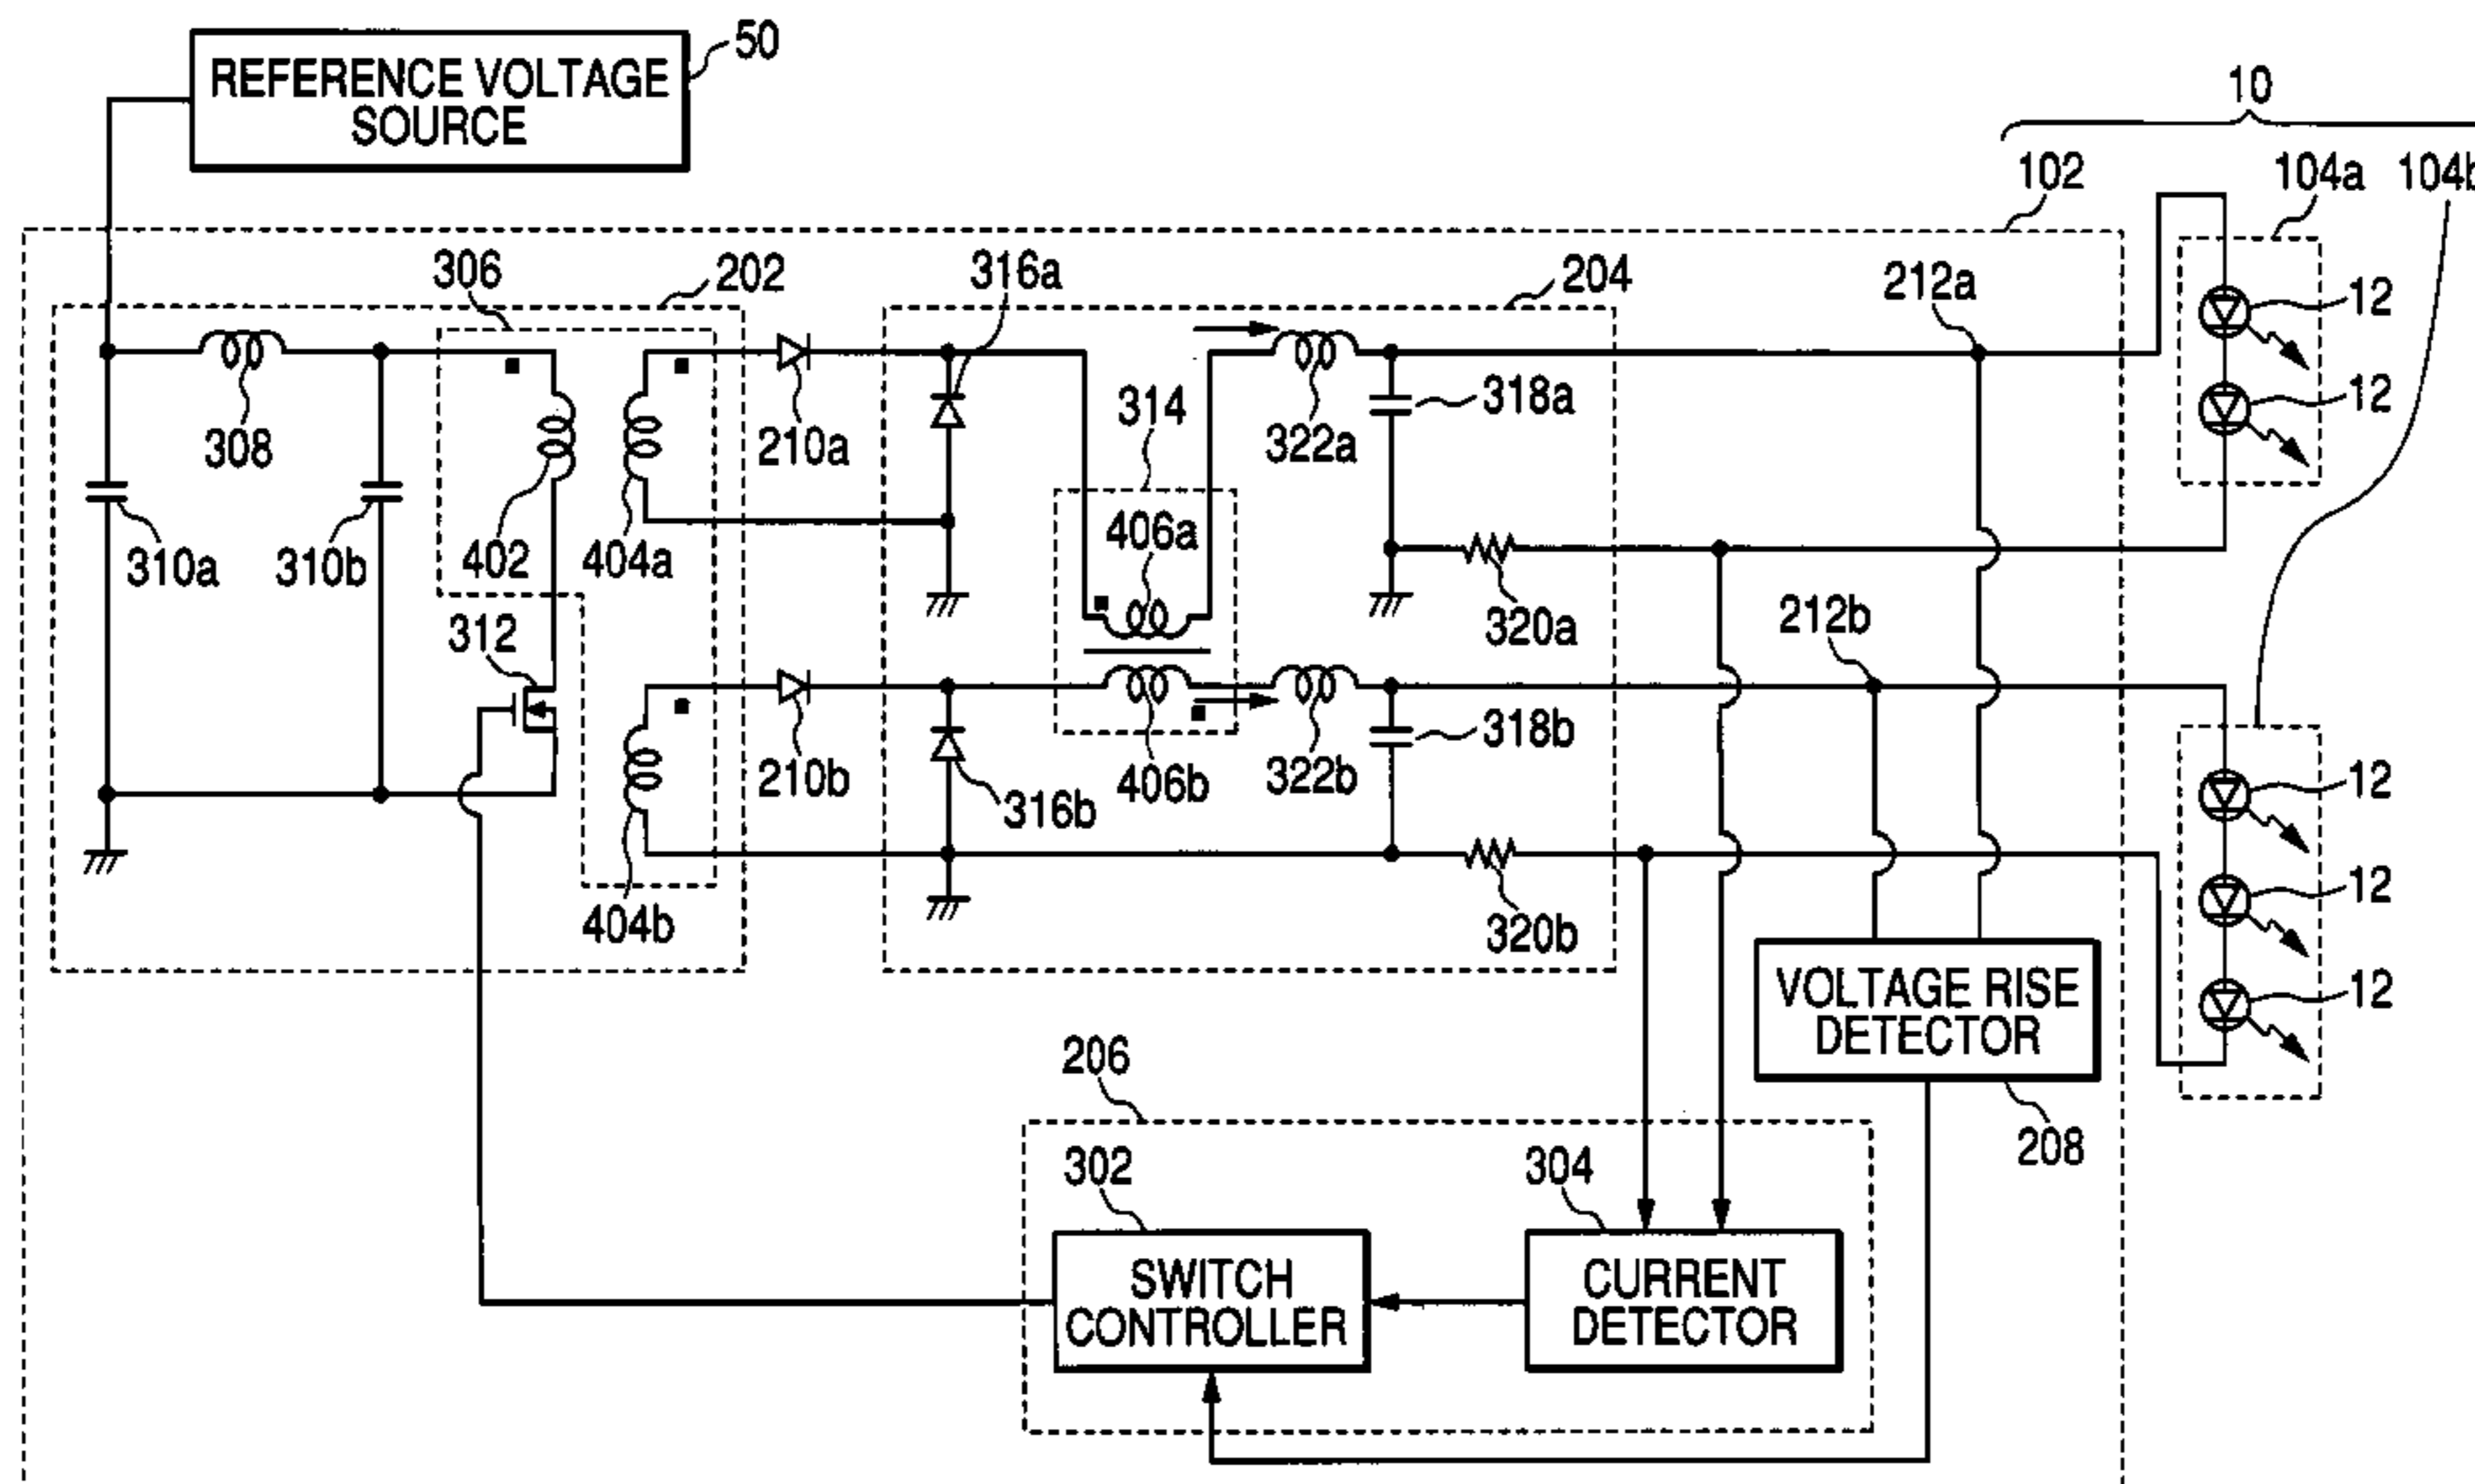 50
REFERENCE VOLTAGE
SOURCE
10
102
104a
104b
306
202
316a
204
212a
12
308
210a
314
322a
318a
12
310a
310b
402
404a
406a
320a
312
212b
210b
316b
406b
322b
318b
12
404b
320b
12
VOLTAGE RISE
DETECTOR
12
206
208
302
304
SWITCH
CONTROLLER
CURRENT
DETECTOR